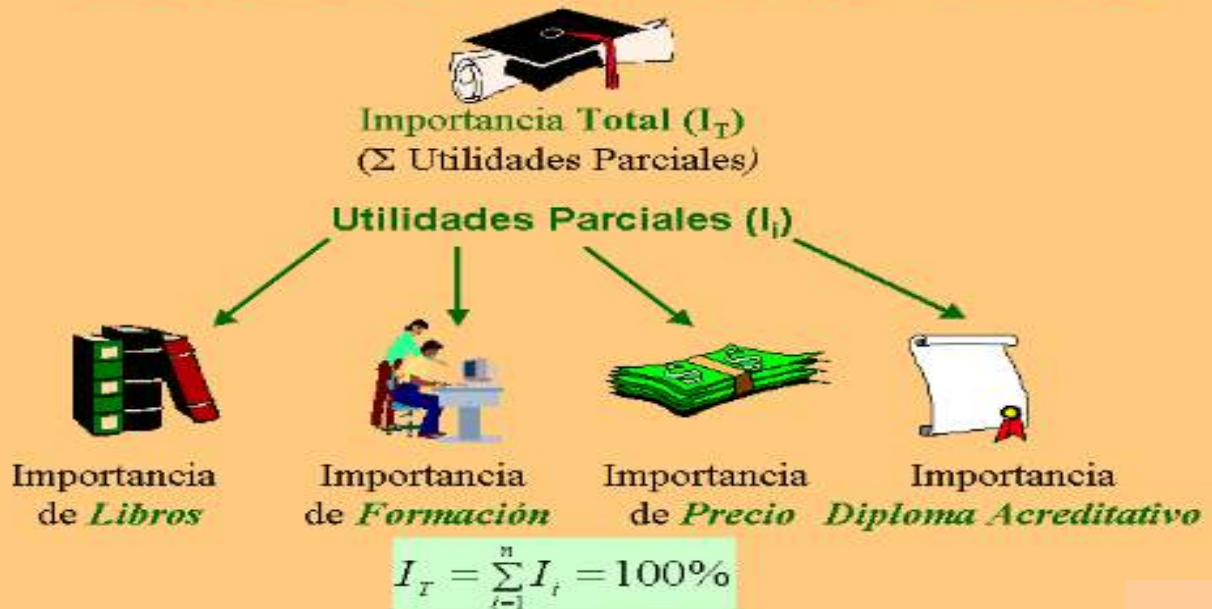 Importancia Total (I_T)
(Σ Utilidades Parciales)
Utilidades Parciales (I_i)
Importancia de Libros
Importancia de Formación
Importancia de Precio
Importancia Diploma Acreditativo
I_T = Σ_{i=1}^{n} I_i = 100%